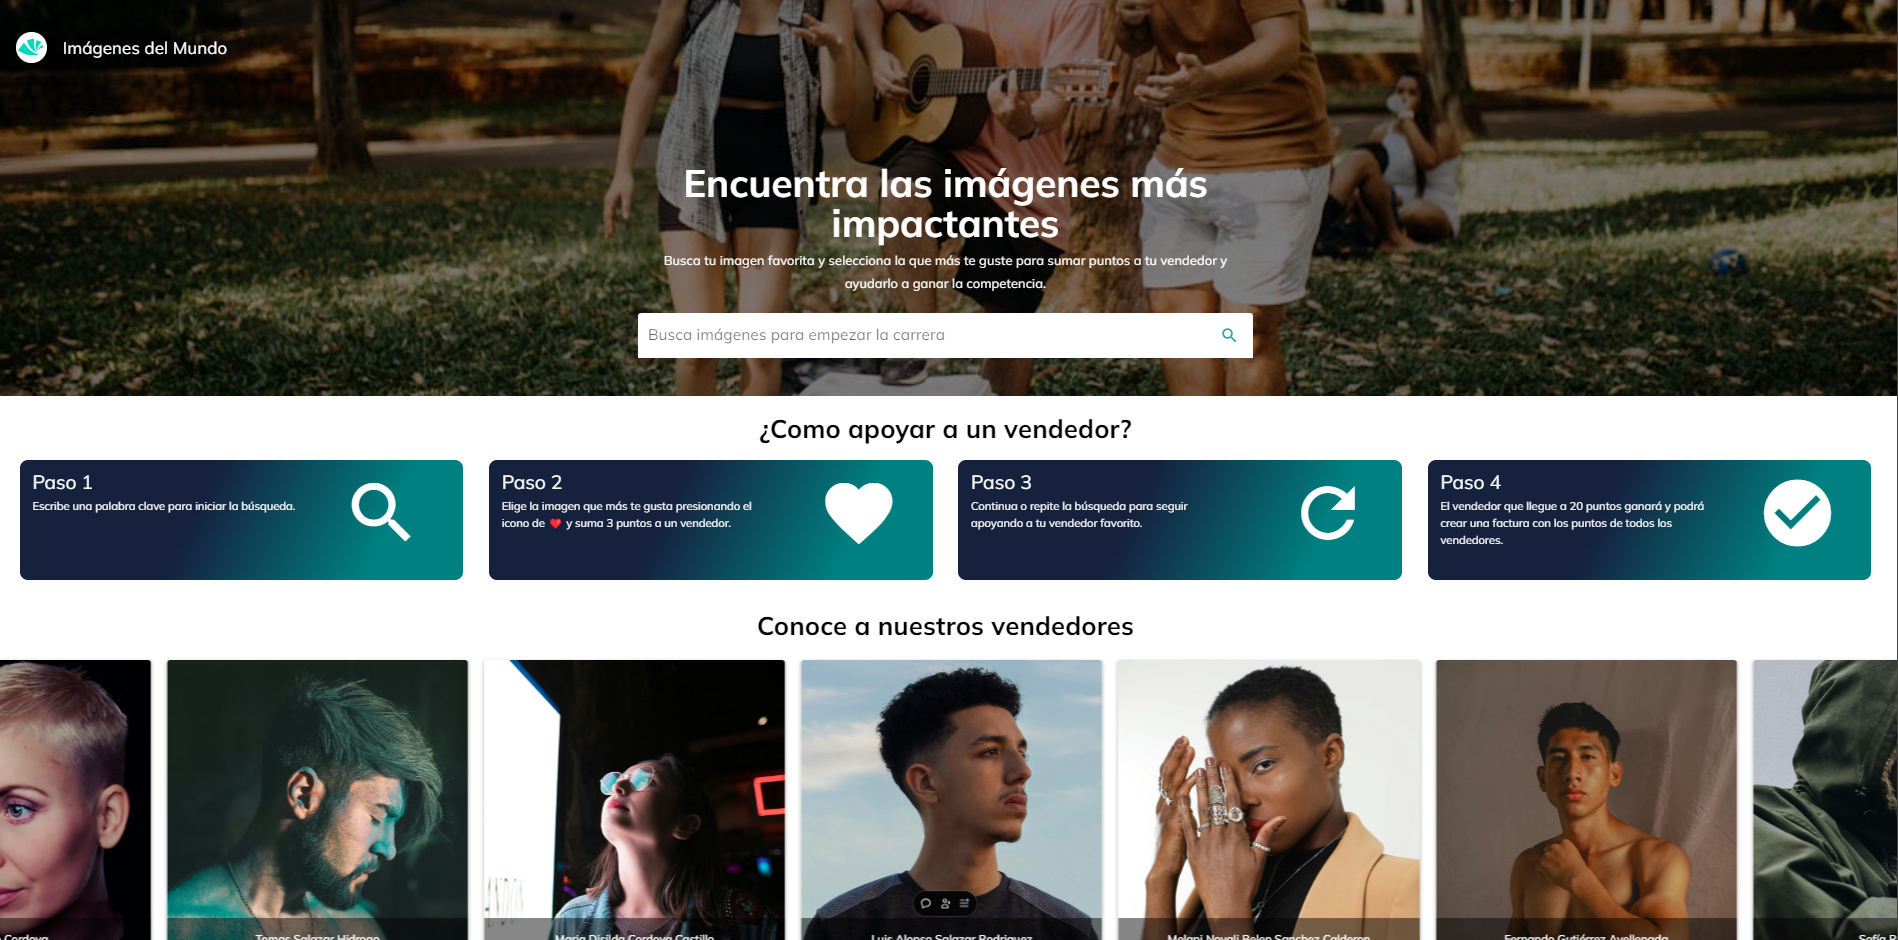 Imágenes del Mundo
Encuentra las imágenes más
impactantes
Busca tu imagen favorita y selecciona la que más te guste para sumar puntos a tu vendedor y
ayudarlo a ganar la competencia.
Busca imágenes para empezar la carrera
¿Como apoyar a un vendedor?
Paso 1
Escribe una palabra clave para iniciar la búsqueda.
Paso 2
Elige la imagen que más te gusta presionando el
icono de ❤ y suma 3 puntos a un vendedor.
Paso 3
Continua o repite la búsqueda para seguir
apoyando a tu vendedor favorito.
Paso 4
El vendedor que llegue a 20 puntos ganará y podrá
crear una factura con los puntos de todos los
vendedores.
Conoce a nuestros vendedores
Cordova
Tomas Salazar Hidrogo
Maria Disilda Cordova Castillo
Luis Alonso Salazar Rodriguez
Melani Nayali Belen Sanchez Calderon
Fernando Gutiérrez Avelleneda
Sofía